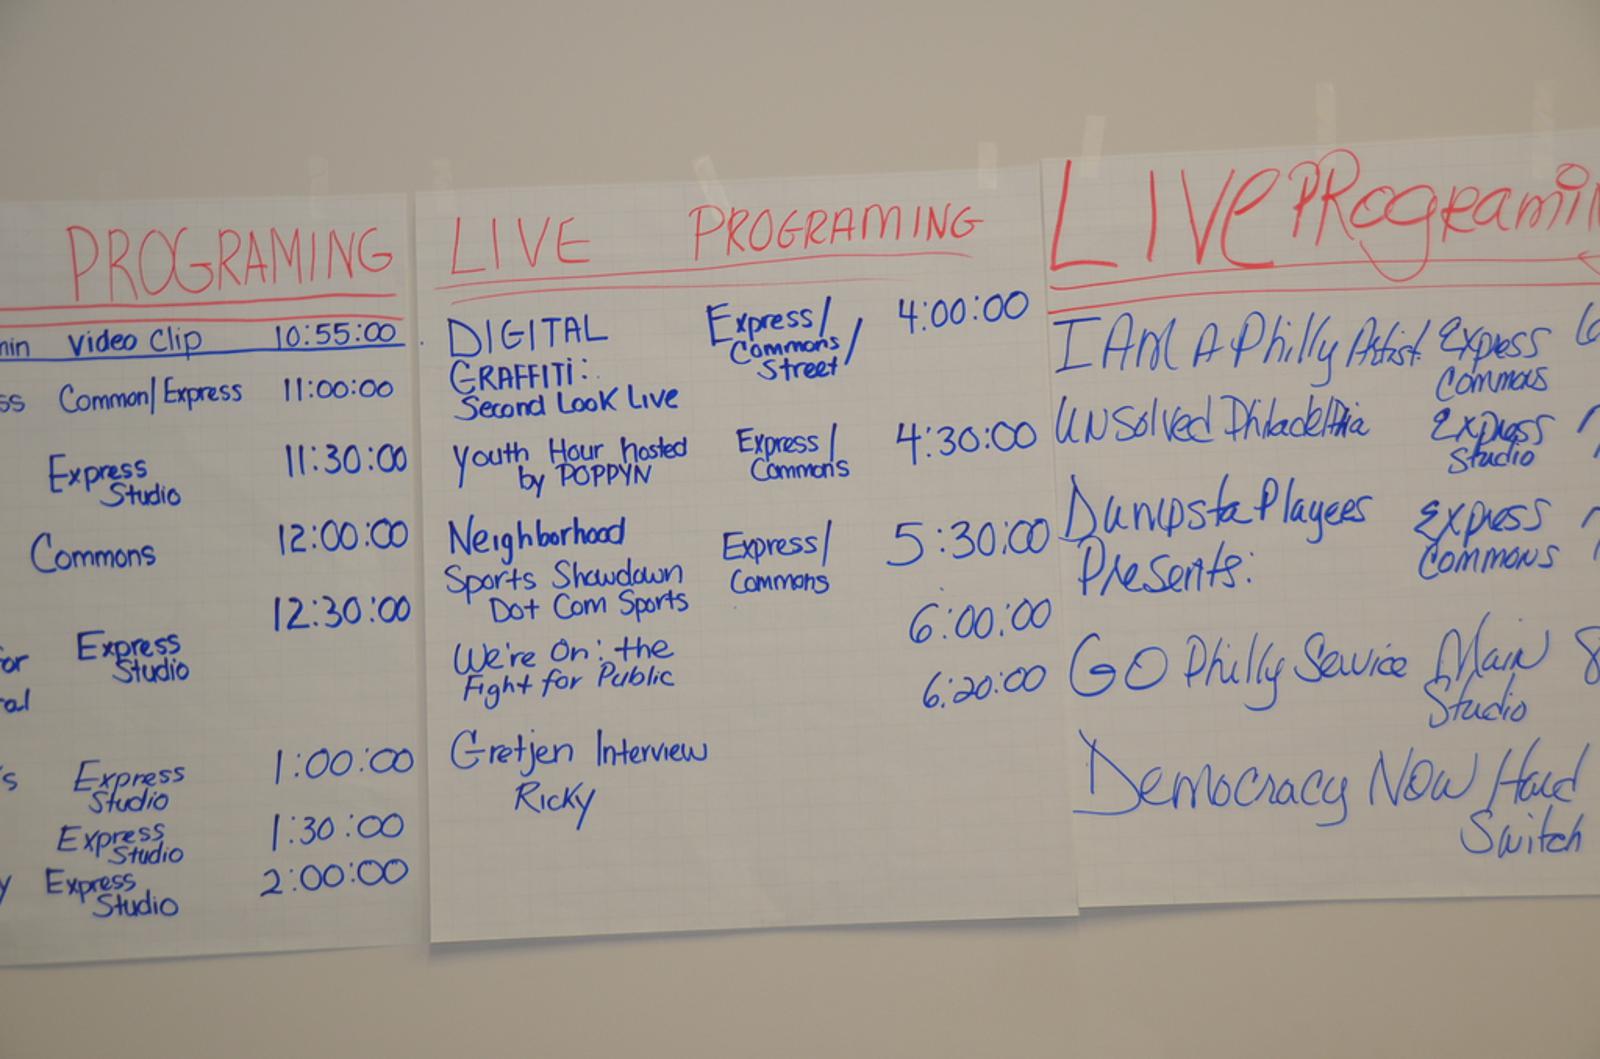 PROGRAMING
min Video Clip 10:55:00
ss Common/Express 11:00:00
Express 11:30:00
Studio
Commons 12:00:00
12:30:00
for Express
Studio
ral
's Express 1:00:00
Studio
Express 1:30:00
Studio
y Express 2:00:00
Studio
LIVE PROGRAMING
DIGITAL Express/ 4:00:00
Commons/
GRAFFITI: Street
Second Look Live
Youth Hour hosted Express/ 4:30:00
by POPPYN Commons
Neighborhood Express/ 5:30:00
Sports Showdown Commons
Dot Com Sports 6:00:00
We're On: the
Fight for Public 6:20:00
Gretjen Interview
Ricky
LIVE PRogramin
I AM A Philly Artist Express 6
Commons
Unsolved Philadelphia Express
Studio
Dumpsta Players Express
Presents: Commons
GO Philly Service Main 8
Studio
Democracy NOW Hard
Switch